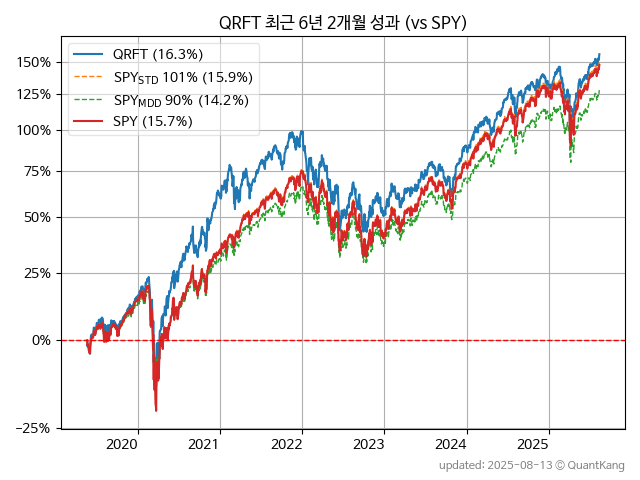 QRFT 최근 6년 2개월 성과 (vs SPY)
QRFT (16.3%)
SPY_STD 101% (15.9%)
SPY_MDD 90% (14.2%)
SPY (15.7%)
150%
125%
100%
75%
50%
25%
0%
−25%
2020 2021 2022 2023 2024 2025
updated: 2025-08-13 © QuantKang